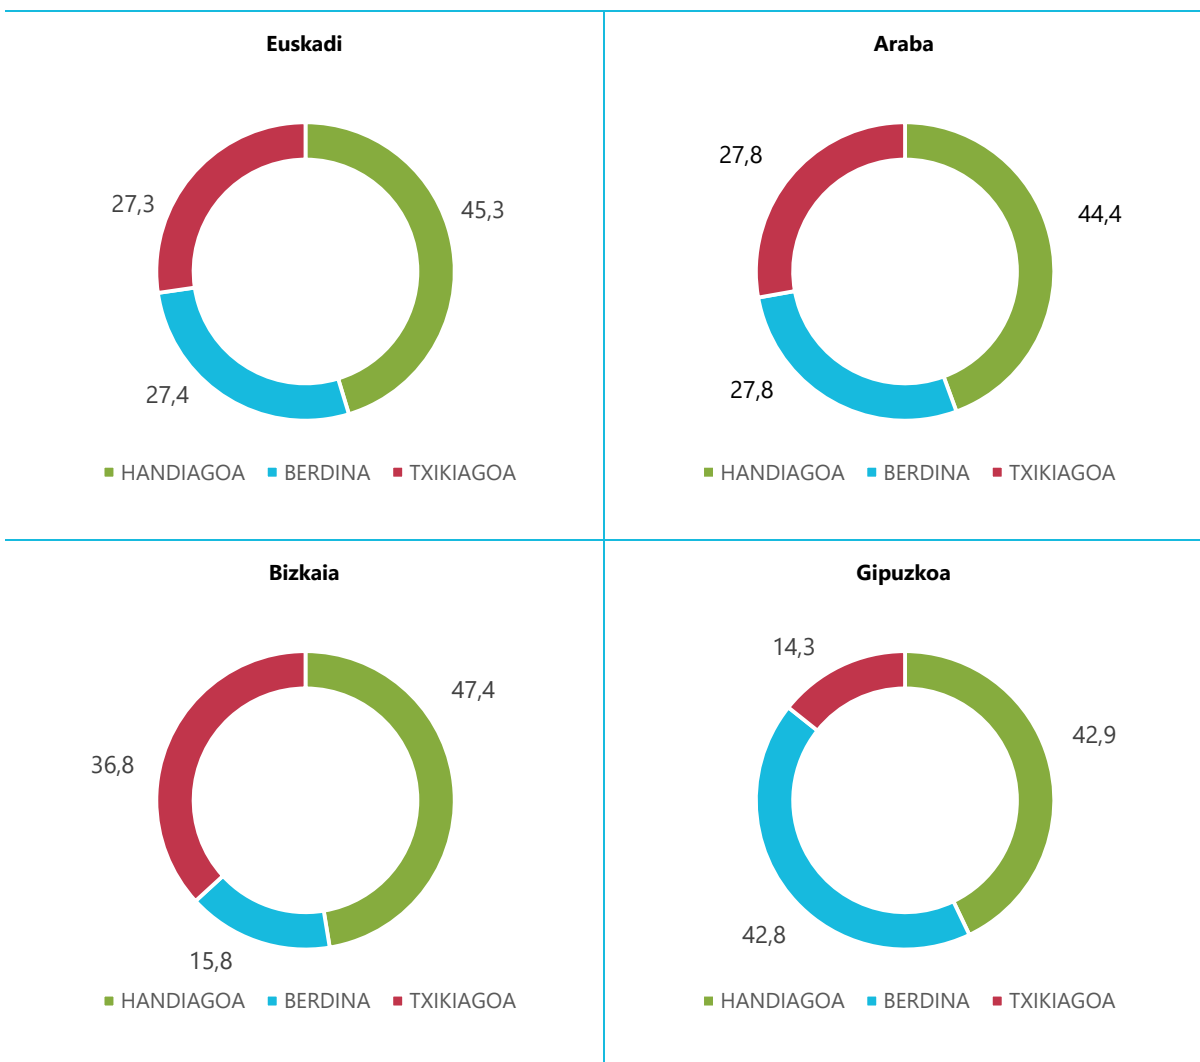 Euskadi
27,3
45,3
27,4
HANDIAGOA BERDINA TXIKIAGOA
Araba
27,8
44,4
27,8
HANDIAGOA BERDINA TXIKIAGOA
Bizkaia
47,4
36,8
15,8
HANDIAGOA BERDINA TXIKIAGOA
Gipuzkoa
14,3
42,9
42,8
HANDIAGOA BERDINA TXIKIAGOA